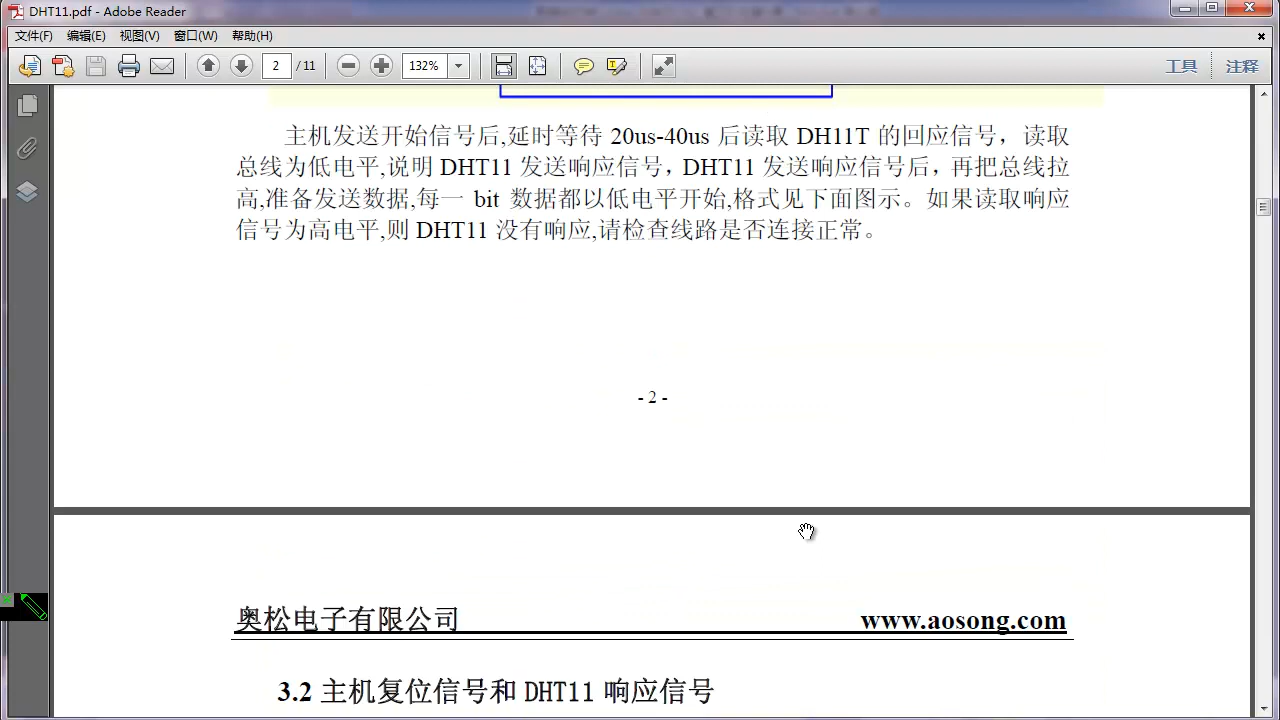 DHT11.pdf - Adobe Reader
文件(F) 编辑(E) 视图(V) 窗口(W) 帮助(H)
2 / 11 132% 工具 注释
主机发送开始信号后,延时等待 20us-40us 后读取 DH11T 的回应信号，读取
总线为低电平,说明 DHT11 发送响应信号，DHT11 发送响应信号后，再把总线拉
高,准备发送数据,每一 bit 数据都以低电平开始,格式见下面图示。如果读取响应
信号为高电平,则 DHT11 没有响应,请检查线路是否连接正常。
- 2 -
奥松电子有限公司 www.aosong.com
3.2 主机复位信号和 DHT11 响应信号